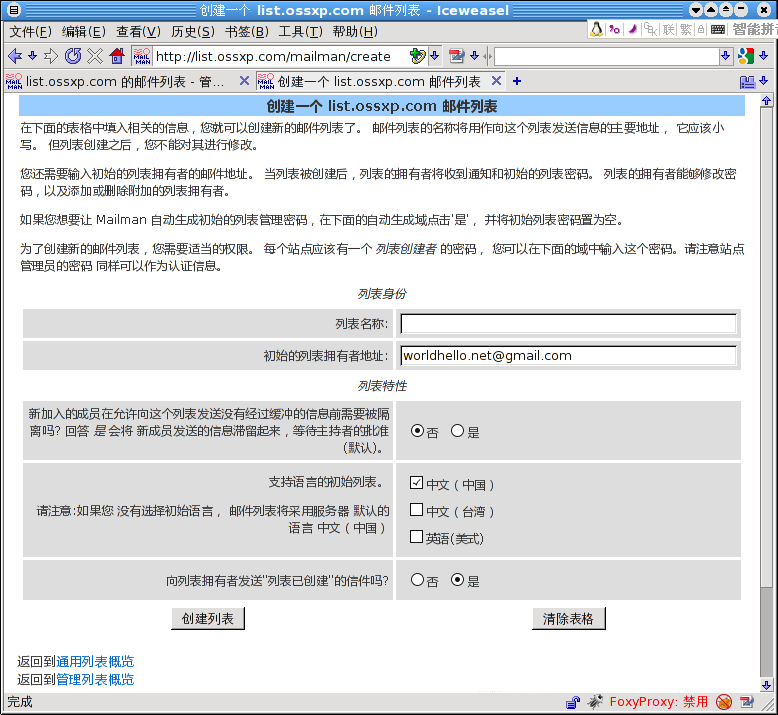 创建一个 list.ossxp.com 邮件列表 - Iceweasel
文件(F) 编辑(E) 查看(V) 历史(S) 书签(B) 工具(T) 帮助(H)
智能拼音
http://list.ossxp.com/mailman/create
list.ossxp.com 的邮件列表 - 管...
创建一个 list.ossxp.com 邮件列表
创建一个 list.ossxp.com 邮件列表
在下面的表格中填入相关的信息，您就可以创建新的邮件列表了。 邮件列表的名称将用作向这个列表发送信息的主要地址， 它应该小
写。 但列表创建之后，您不能对其进行修改。
您还需要输入初始的列表拥有者的邮件地址。 当列表被创建后，列表的拥有者将收到通知和初始的列表密码。 列表的拥有者能够修改密
码，以及添加或删除附加的列表拥有者。
如果您想要让 Mailman 自动生成初始的列表管理密码，在下面的自动生成域点击'是'， 并将初始列表密码置为空。
为了创建新的邮件列表，您需要适当的权限。 每个站点应该有一个 列表创建者 的密码， 您可以在下面的域中输入这个密码。请注意站点
管理员的密码 同样可以作为认证信息。
列表身份
列表名称:
初始的列表拥有者地址:
worldhello.net@gmail.com
列表特性
新加入的成员在允许向这个列表发送没有经过缓冲的信息前需要被隔
离吗? 回答 是 会将 新成员发送的信息滞留起来，等待主持者的批准
(默认)。
否 是
支持语言的初始列表。
请注意:如果您 没有选择初始语言， 邮件列表将采用服务器 默认的
语言 中文（中国）
中文（中国）
中文（台湾）
英语(美式)
向列表拥有者发送"列表已创建"的信件吗?
否 是
创建列表
清除表格
返回到通用列表概览
返回到管理列表概览
完成
FoxyProxy: 禁用